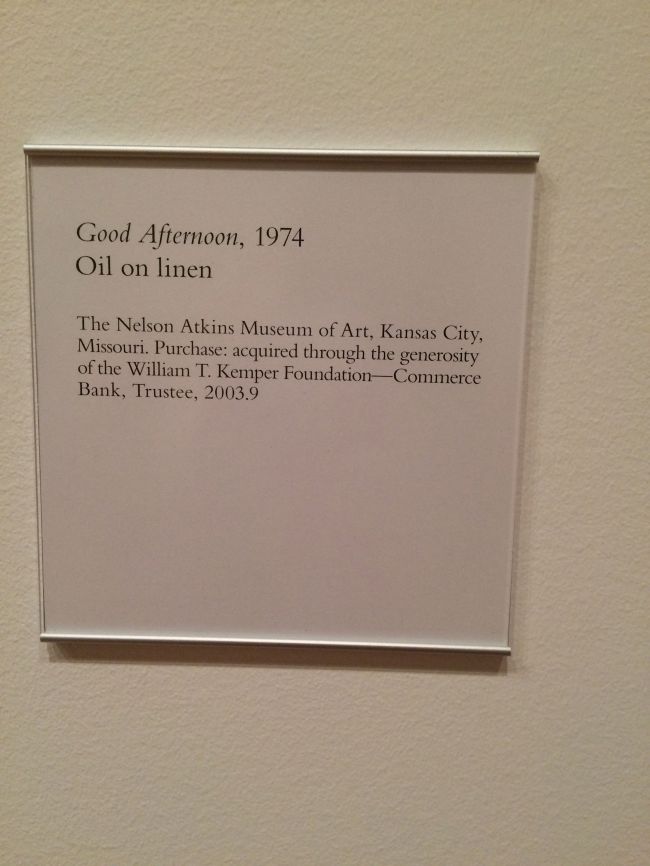 Good Afternoon, 1974
Oil on linen
The Nelson Atkins Museum of Art, Kansas City,
Missouri. Purchase: acquired through the generosity
of the William T. Kemper Foundation—Commerce
Bank, Trustee, 2003.9